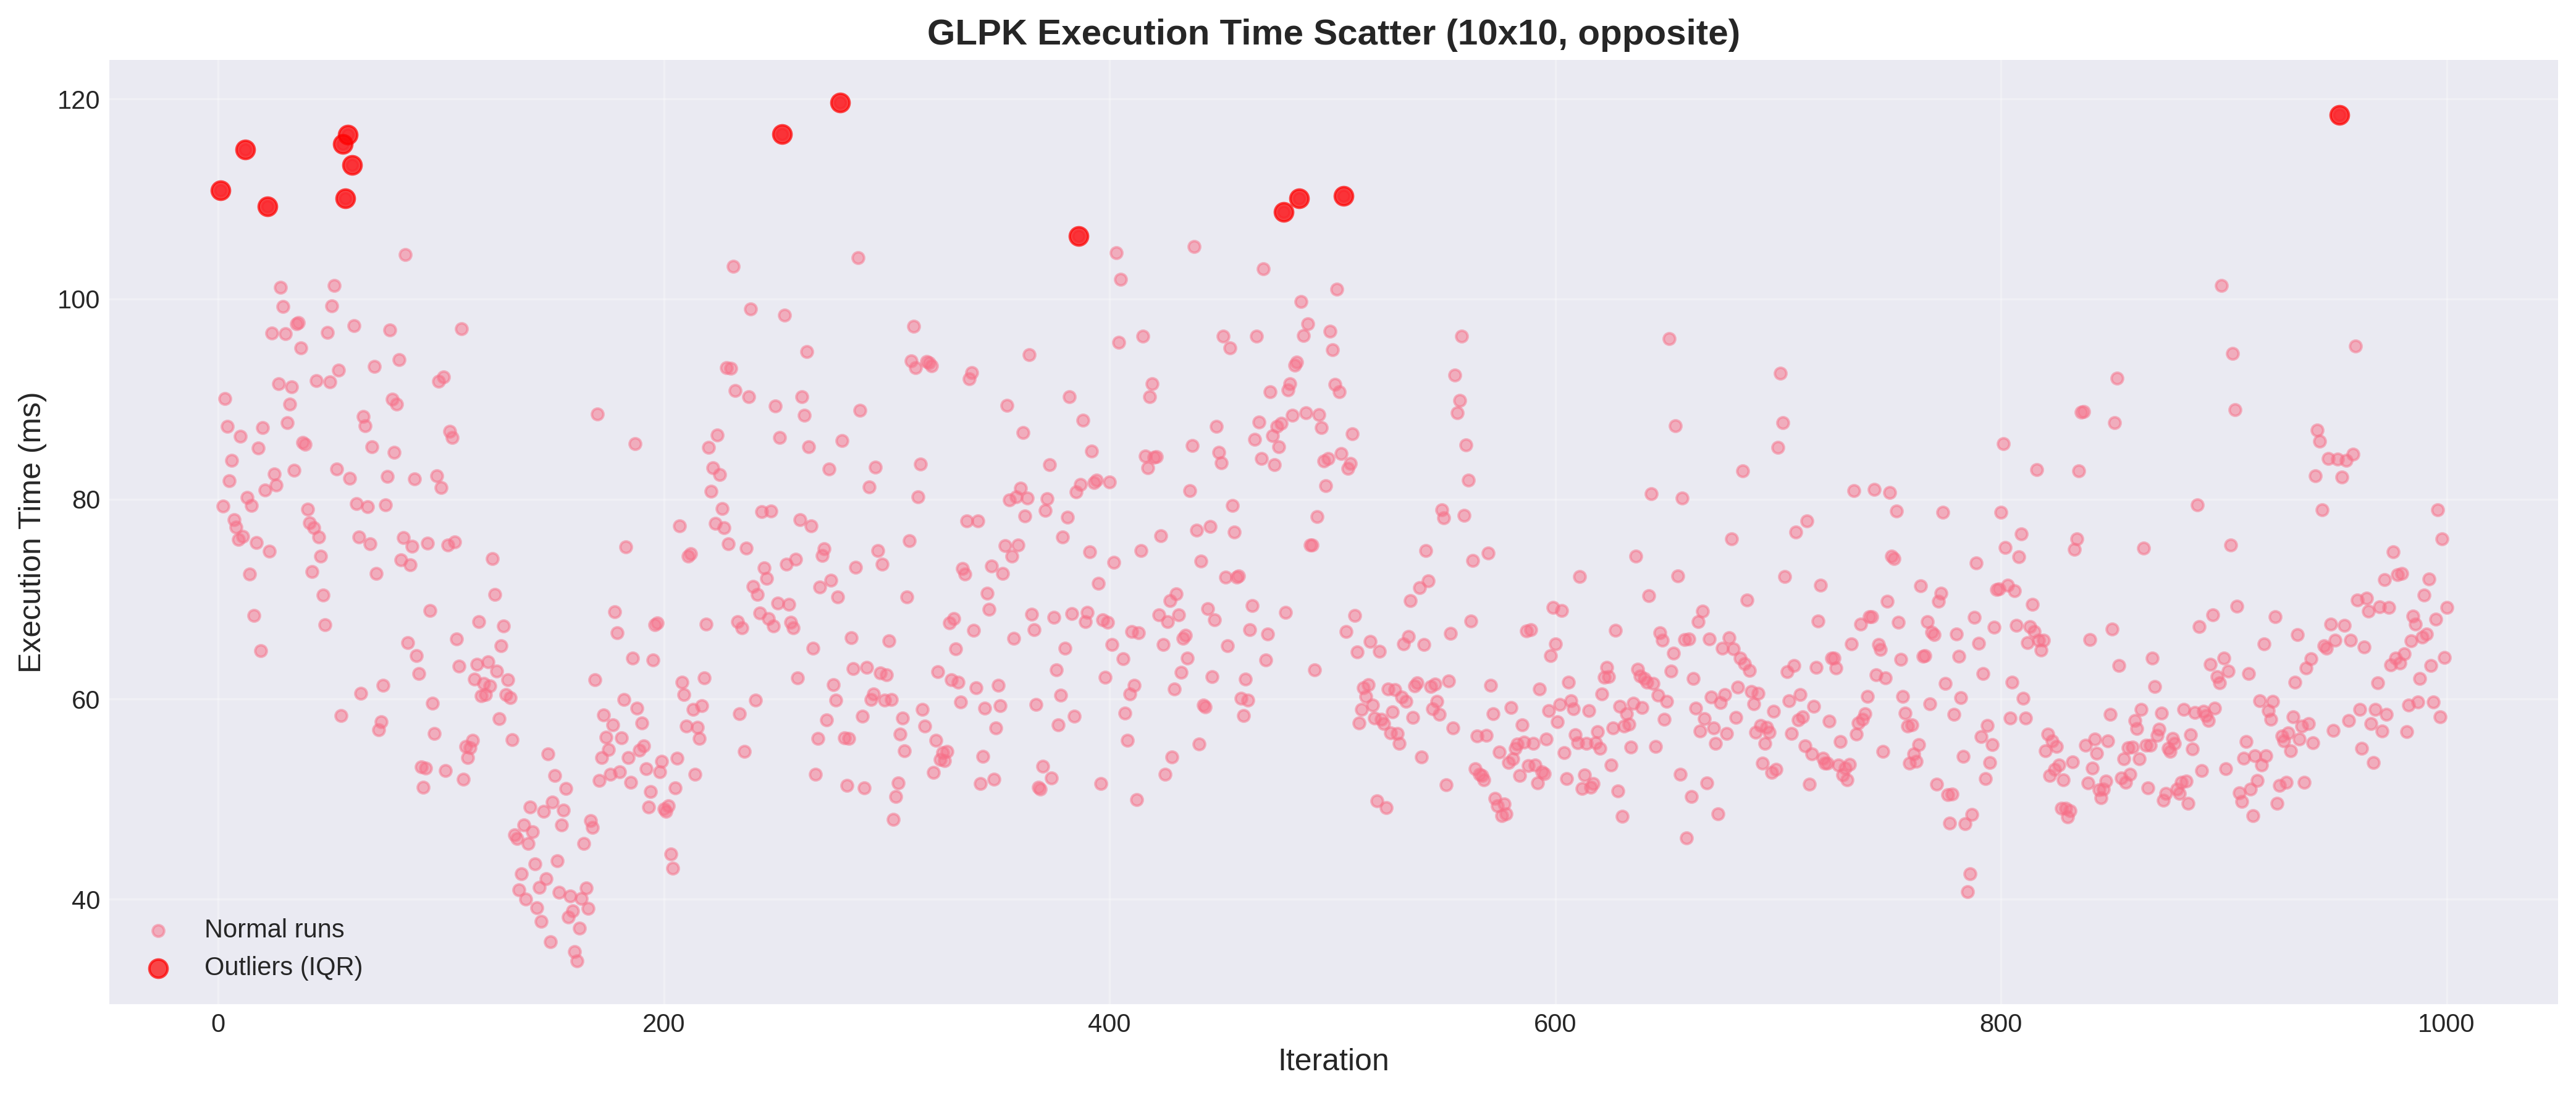 GLPK Execution Time Scatter (10x10, opposite)
Execution Time (ms)
120
100
80
60
40
Normal runs
Outliers (IQR)
0 200 400 600 800 1000
Iteration